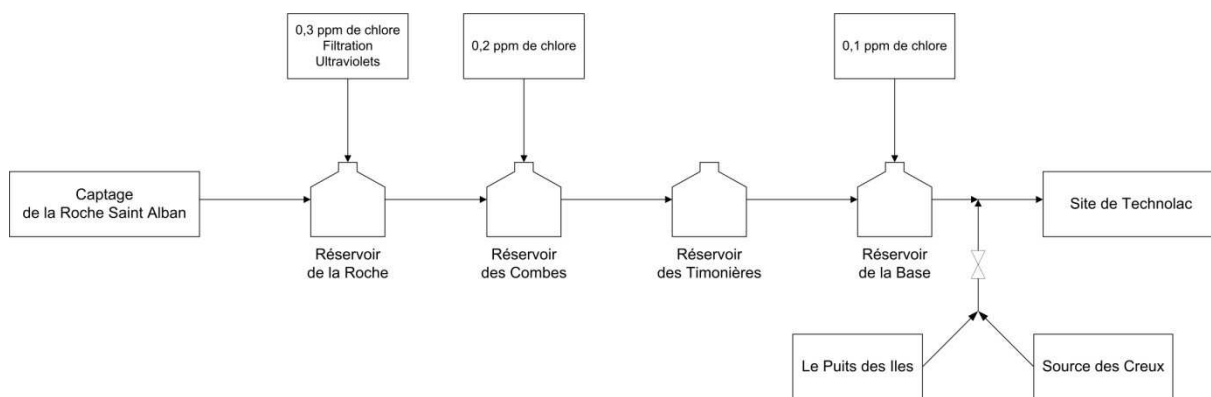 0,3 ppm de chlore
Filtration
Ultraviolets
0,2 ppm de chlore
0,1 ppm de chlore
Captage
de la Roche Saint Alban
Réservoir
de la Roche
Réservoir
des Combes
Réservoir
des Timonières
Réservoir
de la Base
Site de Technolac
Le Puits des Iles
Source des Creux